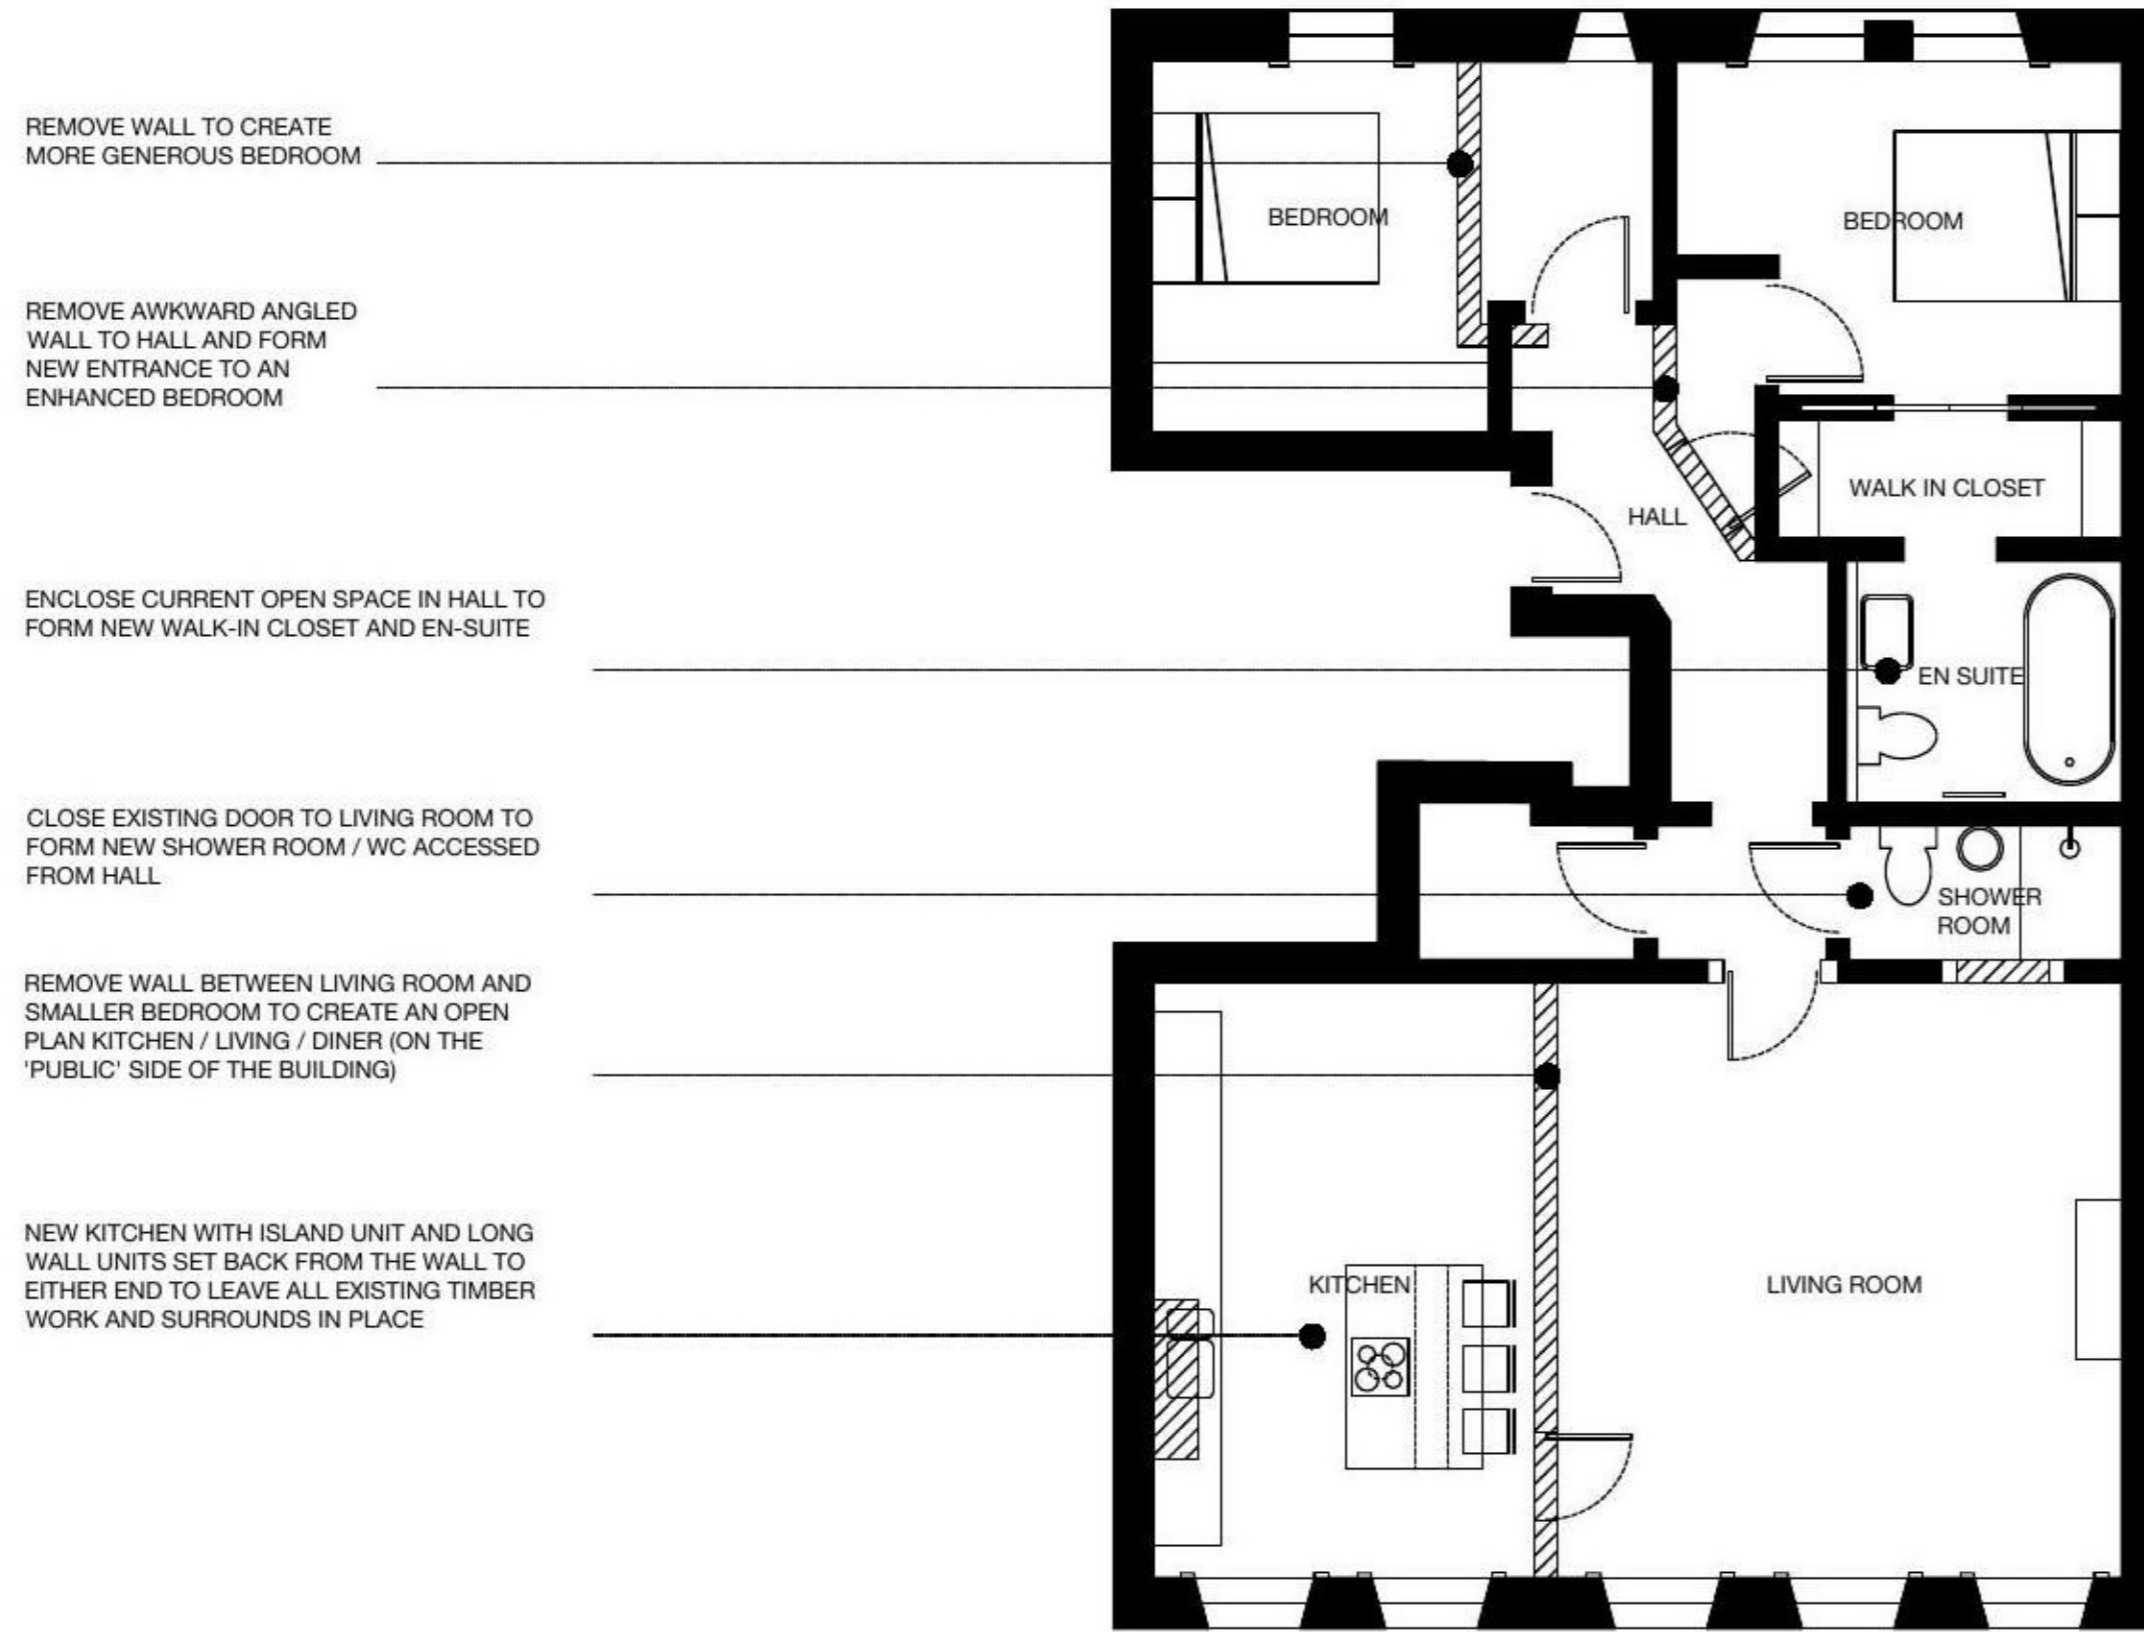 REMOVE WALL TO CREATE
MORE GENEROUS BEDROOM
REMOVE AWKWARD ANGLED
WALL TO HALL AND FORM
NEW ENTRANCE TO AN
ENHANCED BEDROOM
ENCLOSE CURRENT OPEN SPACE IN HALL TO
FORM NEW WALK-IN CLOSET AND EN-SUITE
CLOSE EXISTING DOOR TO LIVING ROOM TO
FORM NEW SHOWER ROOM / WC ACCESSED
FROM HALL
REMOVE WALL BETWEEN LIVING ROOM AND
SMALLER BEDROOM TO CREATE AN OPEN
PLAN KITCHEN / LIVING / DINER (ON THE
'PUBLIC' SIDE OF THE BUILDING)
NEW KITCHEN WITH ISLAND UNIT AND LONG
WALL UNITS SET BACK FROM THE WALL TO
EITHER END TO LEAVE ALL EXISTING TIMBER
WORK AND SURROUNDS IN PLACE
BEDROOM
BEDROOM
WALK IN CLOSET
HALL
EN SUITE
SHOWER
ROOM
KITCHEN
LIVING ROOM